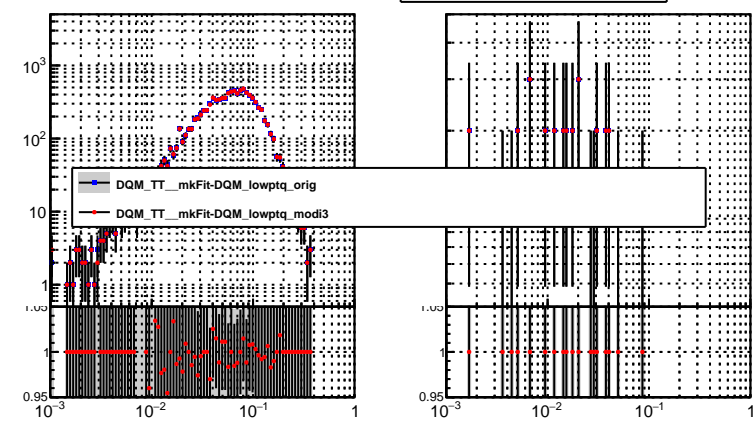 10³
10²
DQM_TT__mkFit-DQM_lowptq_orig
10
DQM_TT__mkFit-DQM_lowptq_modi3
1
1.05 1.05
1 1
0.95 0.95
10⁻³ 10⁻² 10⁻¹ 1 10⁻³ 10⁻² 10⁻¹ 1